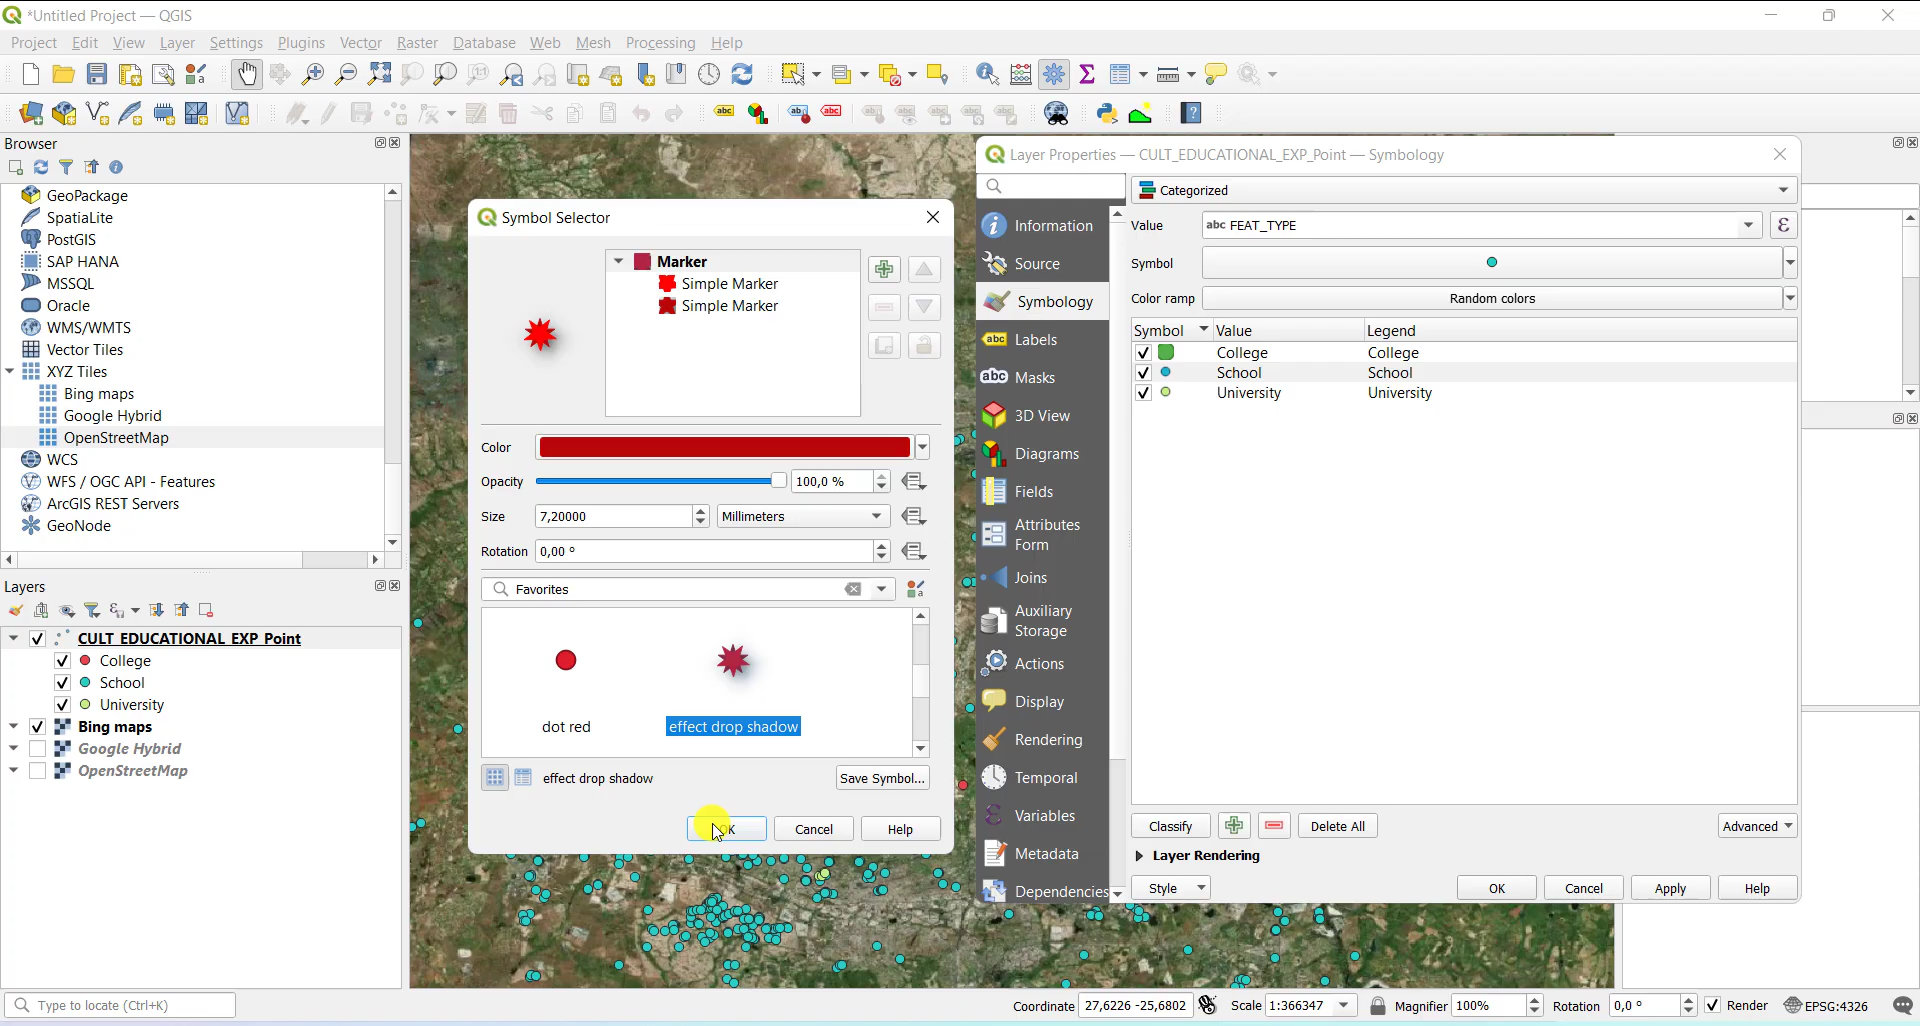 *Untitled Project — QGIS
Project Edit View Layer Settings Plugins Vector Raster Database Web Mesh Processing Help
Browser
GeoPackage
SpatiaLite
PostGIS
SAP HANA
MSSQL
Oracle
WMS/WMTS
Vector Tiles
XYZ Tiles
Bing maps
Google Hybrid
OpenStreetMap
WCS
WFS / OGC API - Features
ArcGIS REST Servers
GeoNode
Layers
CULT_EDUCATIONAL_EXP_Point
College
School
University
Bing maps
Google Hybrid
OpenStreetMap
Symbol Selector
Marker
Simple Marker
Simple Marker
Color
Opacity 100,0 %
Size 7,20000 Millimeters
Rotation 0,00 °
Favorites
dot red effect drop shadow
effect drop shadow Save Symbol...
Cancel Help
Layer Properties — CULT_EDUCATIONAL_EXP_Point — Symbology
Information
Source
Symbology
abc Labels
abc Masks
3D View
Diagrams
Fields
Attributes
Form
Joins
Auxiliary
Storage
Actions
Display
Rendering
Temporal
Variables
Metadata
Dependencies
Categorized
Value abc FEAT_TYPE ε
Symbol
Color ramp Random colors
Symbol Value Legend
College College
School School
University University
Classify Delete All Advanced
Layer Rendering
Style OK Cancel Apply Help
Type to locate (Ctrl+K) Coordinate 27,6226 -25,6802 Scale 1:366347 Magnifier 100% Rotation 0,0 ° Render EPSG:4326